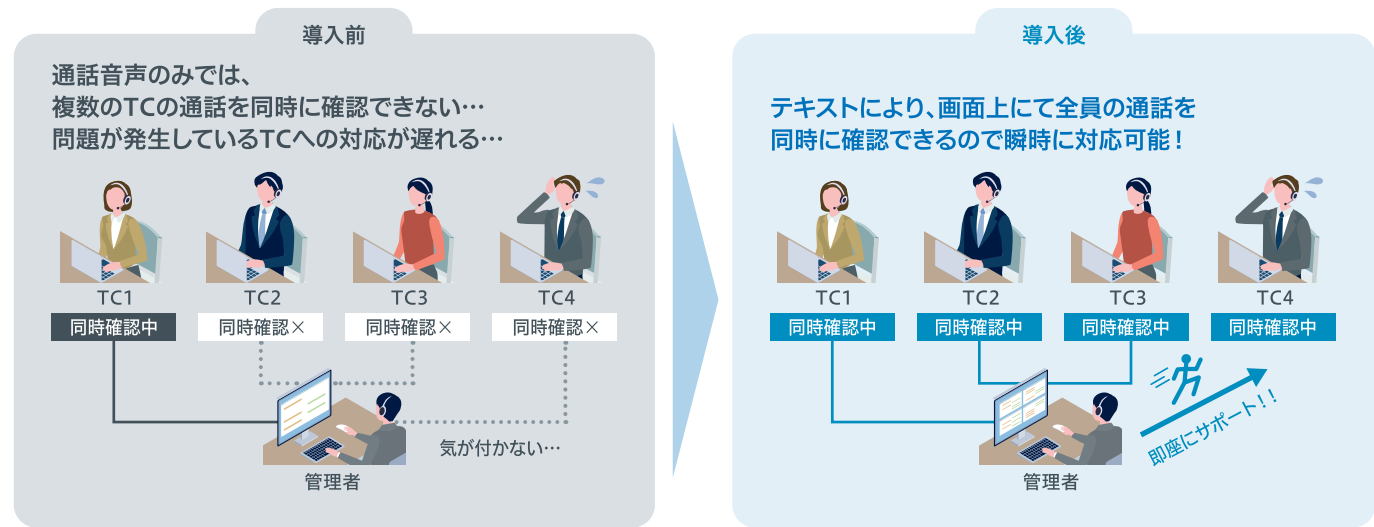 導入前
通話音声のみでは、
複数のTCの通話を同時に確認できない…
問題が発生しているTCへの対応が遅れる…
TC1
TC2
TC3
TC4
同時確認中
同時確認×
同時確認×
同時確認×
気が付かない…
管理者
導入後
テキストにより、画面上にて全員の通話を
同時に確認できるので瞬時に対応可能！
TC1
TC2
TC3
TC4
同時確認中
同時確認中
同時確認中
同時確認中
即座にサポート！！
管理者